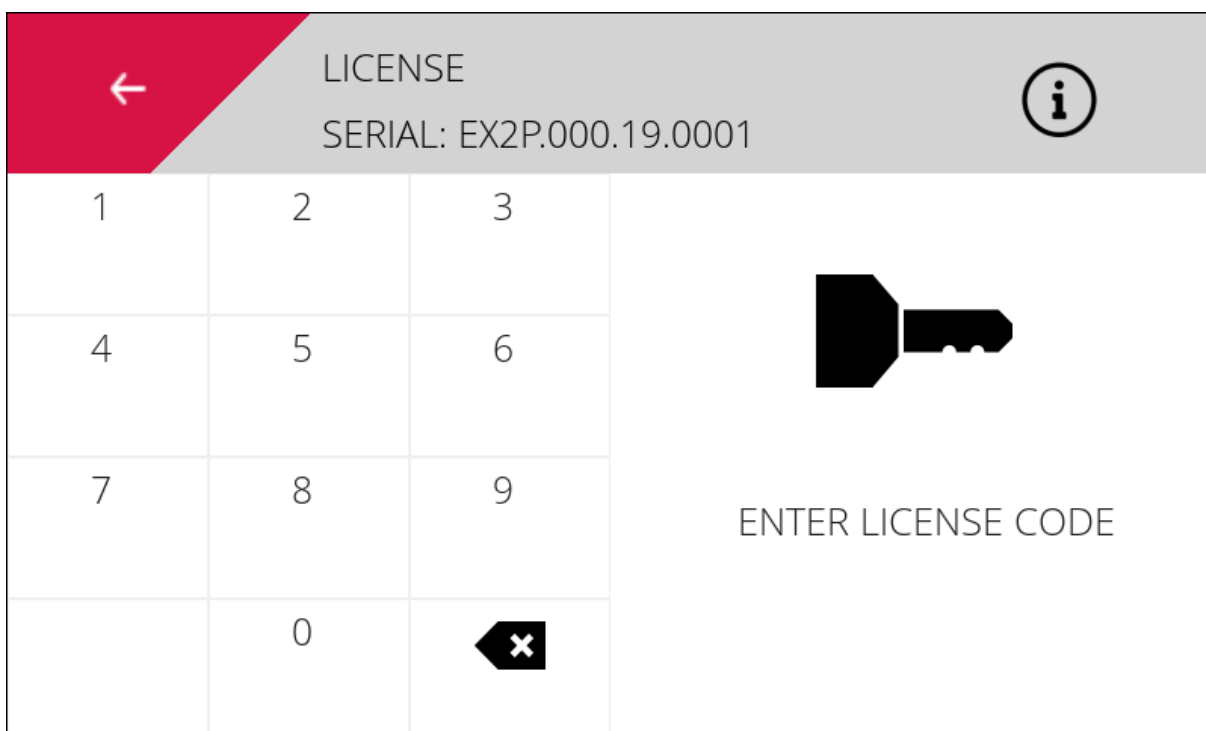 LICENSE
SERIAL: EX2P.000.19.0001
1 2 3
4 5 6
7 8 9
0
ENTER LICENSE CODE